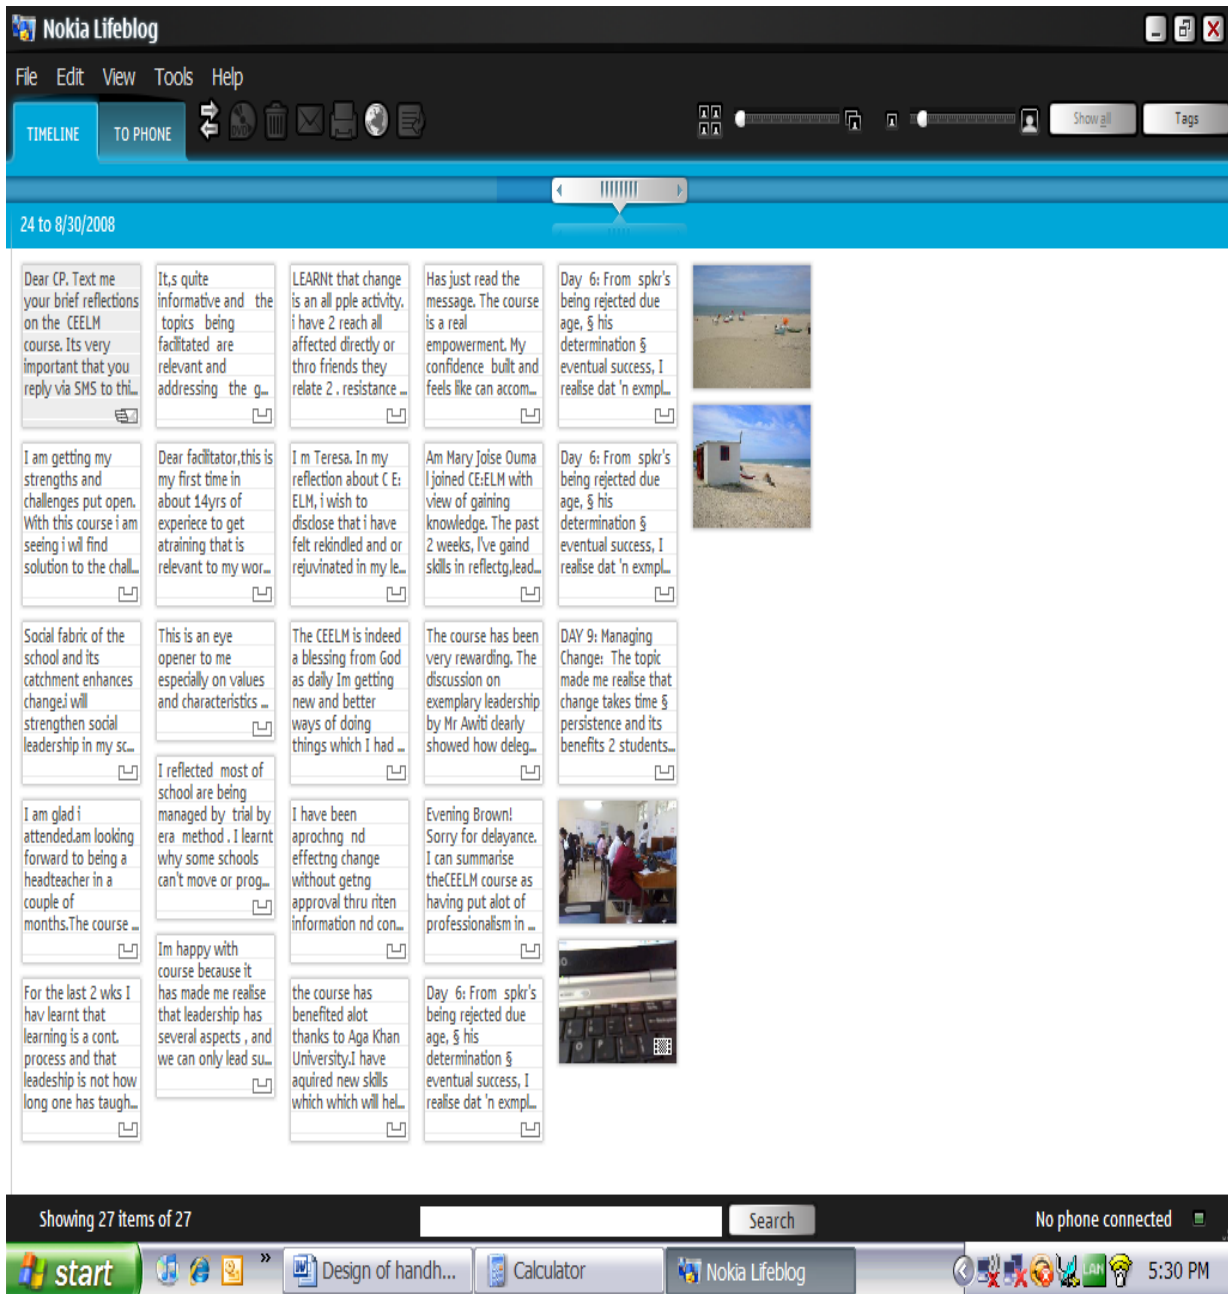 Nokia Lifeblog
File Edit View Tools Help
TIMELINE
TO PHONE
DVD
Show all
Tags
24 to 8/30/2008
Dear CP. Text me
your brief reflections
on the CEELM
course. Its very
important that you
reply via SMS to thi...
I am getting my
strengths and
challenges put open.
With this course i am
seeing i wil find
solution to the chall...
Social fabric of the
school and its
catchment enhances
change.i will
strengthen social
leadership in my sc...
I am glad i
attended.am looking
forward to being a
headteacher in a
couple of
months.The course ...
For the last 2 wks I
hav learnt that
learning is a cont.
process and that
leadeship is not how
long one has taugh...
It,s quite
informative and the
topics being
facilitated are
relevant and
addressing the g...
Dear facilitator,this is
my first time in
about 14yrs of
experiece to get
atraining that is
relevant to my wor...
This is an eye
opener to me
especially on values
and characteristics ...
I reflected most of
school are being
managed by trial by
era method . I learnt
why some schools
can't move or prog...
Im happy with
course because it
has made me realise
that leadership has
several aspects , and
we can only lead su...
LEARNt that change
is an all pple activity.
i have 2 reach all
affected directly or
thro friends they
relate 2 . resistance ...
I m Teresa. In my
reflection about C E:
ELM, i wish to
disclose that i have
felt rekindled and or
rejuvinated in my le...
The CEELM is indeed
a blessing from God
as daily Im getting
new and better
ways of doing
things which I had ...
I have been
aprochng nd
effectng change
without getng
approval thru riten
information nd con...
the course has
benefited alot
thanks to Aga Khan
University.I have
aquired new skills
which which will hel...
Has just read the
message. The course
is a real
empowerment. My
confidence built and
feels like can accom...
Am Mary Joise Ouma
I joined CE:ELM with
view of gaining
knowledge. The past
2 weeks, I've gaind
skills in reflectg,lead...
The course has been
very rewarding. The
discussion on
exemplary leadership
by Mr Awiti clearly
showed how deleg...
Evening Brown!
Sorry for delayance.
I can summarise
theCEELM course as
having put alot of
professionalism in ...
Day 6: From spkr's
being rejected due
age, § his
determination §
eventual success, I
realise dat 'n exmpl...
Day 6: From spkr's
being rejected due
age, § his
determination §
eventual success, I
realise dat 'n exmpl...
Day 6: From spkr's
being rejected due
age, § his
determination §
eventual success, I
realise dat 'n exmpl...
DAY 9: Managing
Change: The topic
made me realise that
change takes time §
persistence and its
benefits 2 students...
Showing 27 items of 27
Search
No phone connected
start
Design of handh...
Calculator
Nokia Lifeblog
LAN
5:30 PM